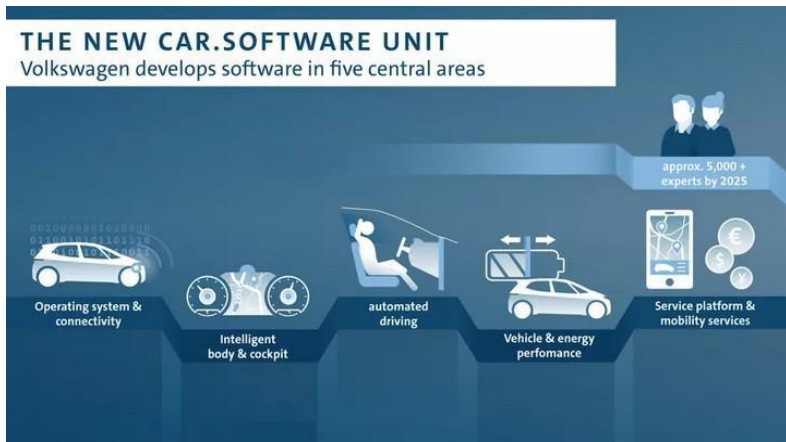 THE NEW CAR.SOFTWARE UNIT
Volkswagen develops software in five central areas
approx. 5,000 +
experts by 2025
Operating system &
connectivity
Intelligent
body & cockpit
automated
driving
Vehicle & energy
perfomance
Service platform &
mobility services